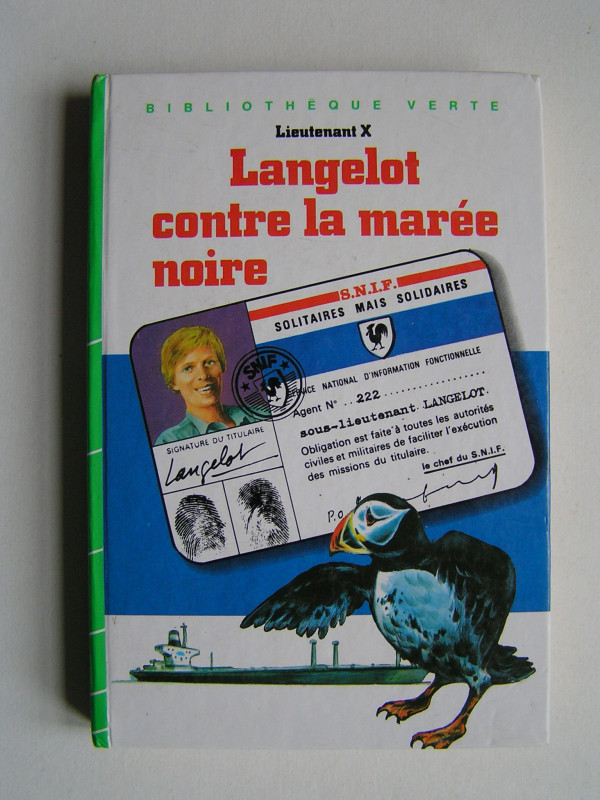 BIBLIOTHÈQUE VERTE
Lieutenant X
Langelot
contre la marée
noire
S.N.I.F.
SOLITAIRES MAIS SOLIDAIRES
SNIF
SERVICE NATIONAL D'INFORMATION FONCTIONNELLE
Agent N° .. 222 ..................
sous-lieutenant LANGELOT.
Obligation est faite à toutes les autorités
civiles et militaires de faciliter l'exécution
des missions du titulaire.
le chef du S.N.I.F.
SIGNATURE DU TITULAIRE
Langelot
P.o